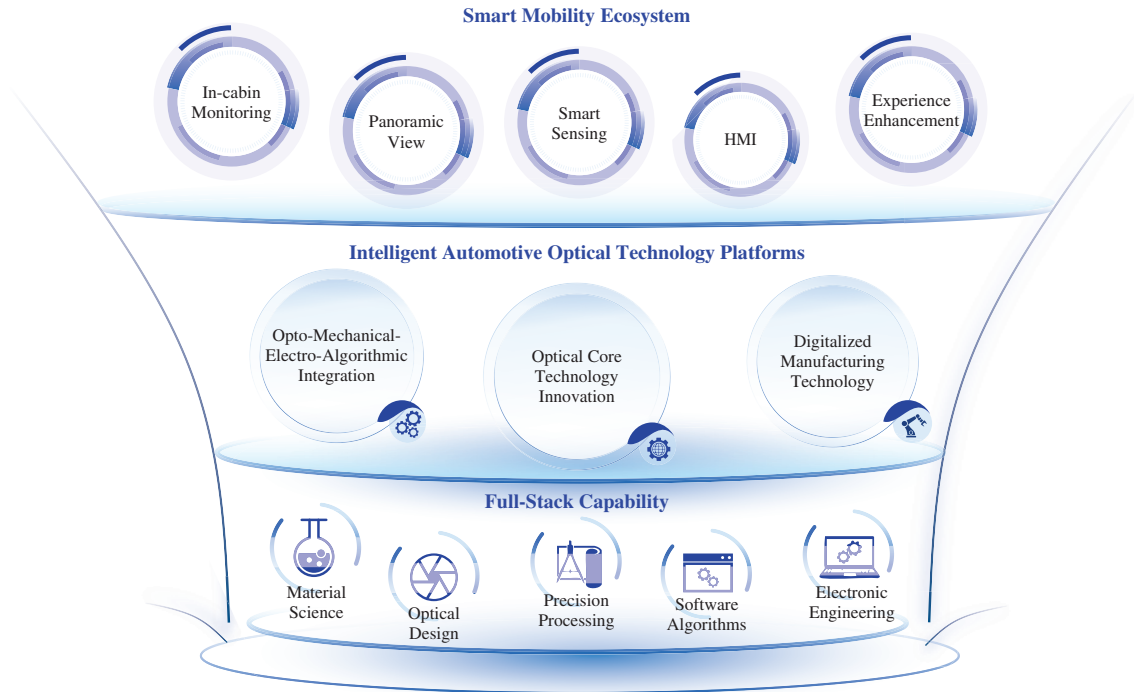 Smart Mobility Ecosystem
In-cabin
Monitoring
Panoramic
View
Smart
Sensing
HMI
Experience
Enhancement
Intelligent Automotive Optical Technology Platforms
Opto-Mechanical-
Electro-Algorithmic
Integration
Optical Core
Technology
Innovation
Digitalized
Manufacturing
Technology
Full-Stack Capability
Material
Science
Optical
Design
Precision
Processing
Software
Algorithms
Electronic
Engineering